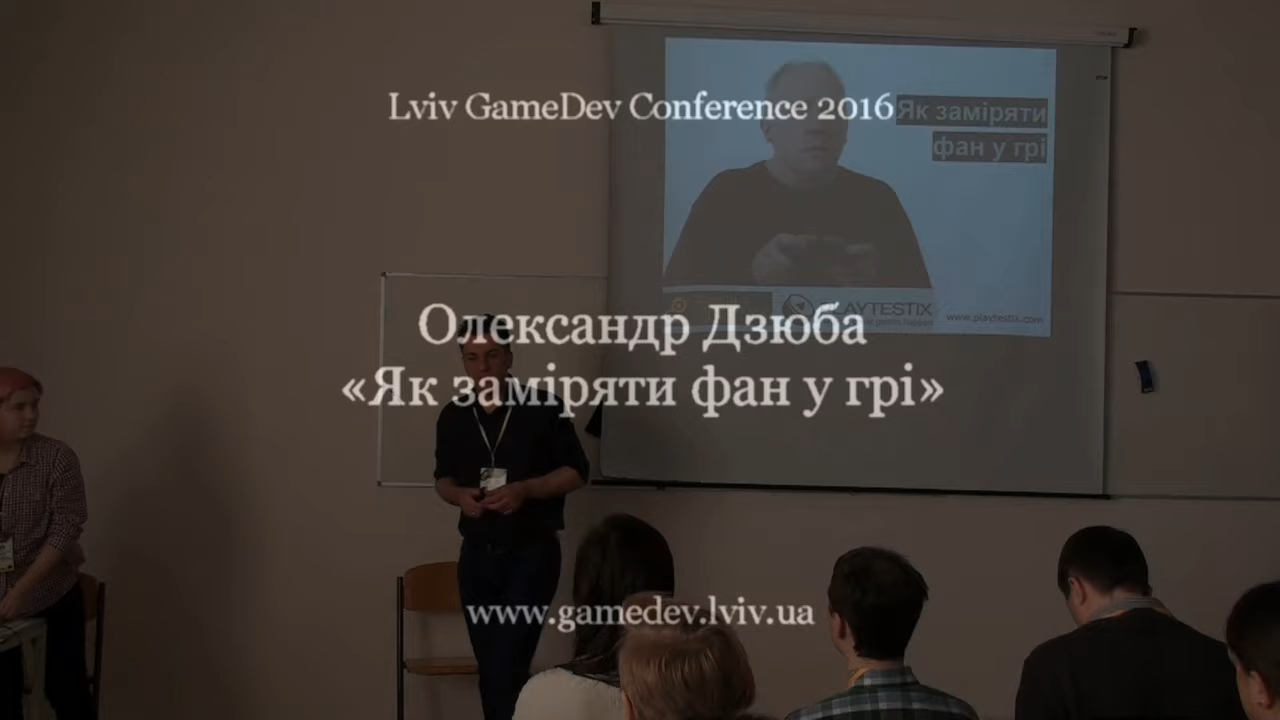 Lviv GameDev Conference 2016
Як заміряти
фан у грі
Олександр Дзюба
«Як заміряти фан у грі»
PLAYTESTIX
www.playtestix.com
www.gamedev.lviv.ua